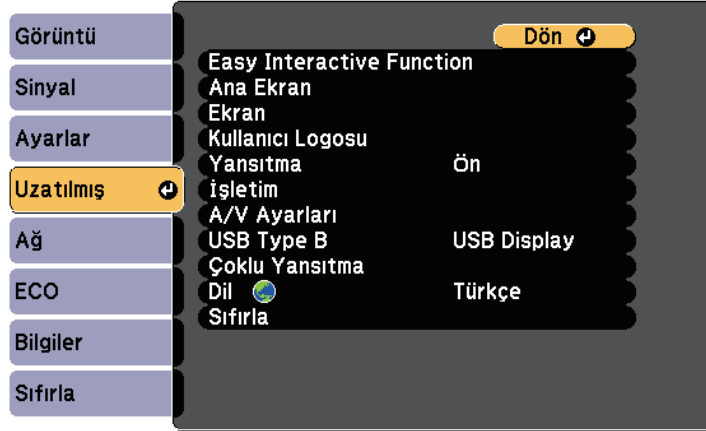 Görüntü
Sinyal
Ayarlar
Uzatılmış
Ağ
ECO
Bilgiler
Sıfırla
Dön
Easy Interactive Function
Ana Ekran
Ekran
Kullanıcı Logosu
Yansıtma Ön
İşletim
A/V Ayarları
USB Type B USB Display
Çoklu Yansıtma
Dil Türkçe
Sıfırla